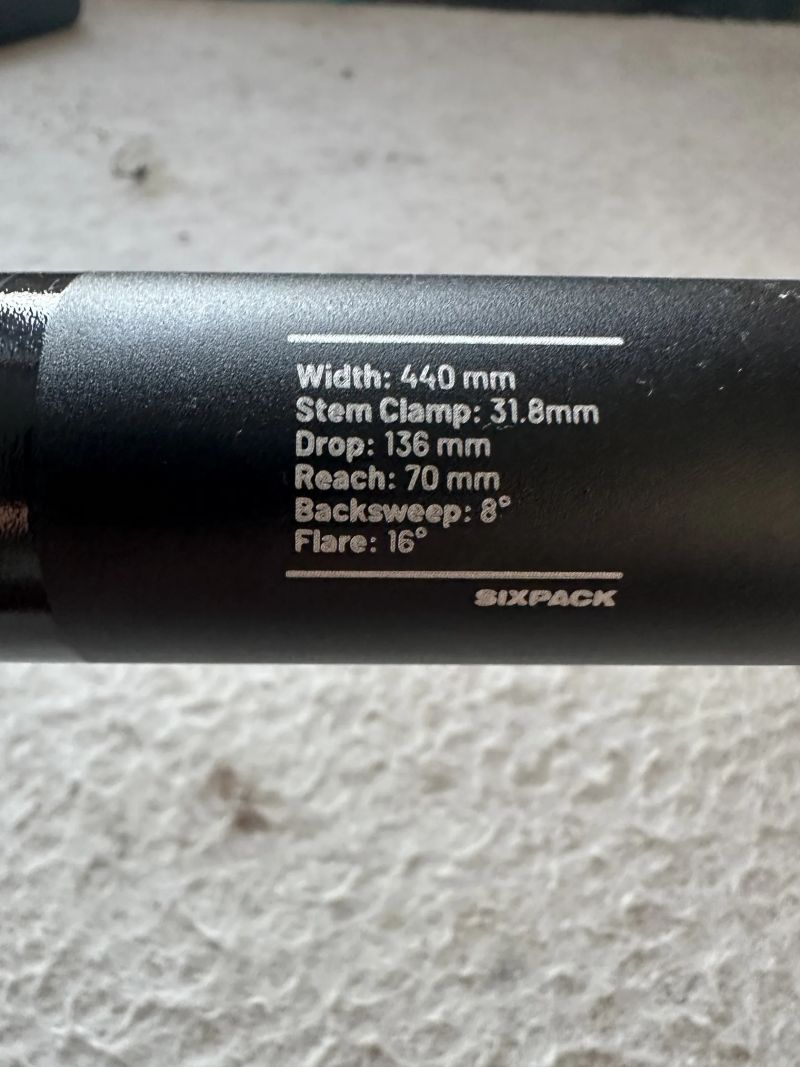 Width: 440 mm
Stem Clamp: 31.8mm
Drop: 136 mm
Reach: 70 mm
Backsweep: 8°
Flare: 16°
SIXPACK